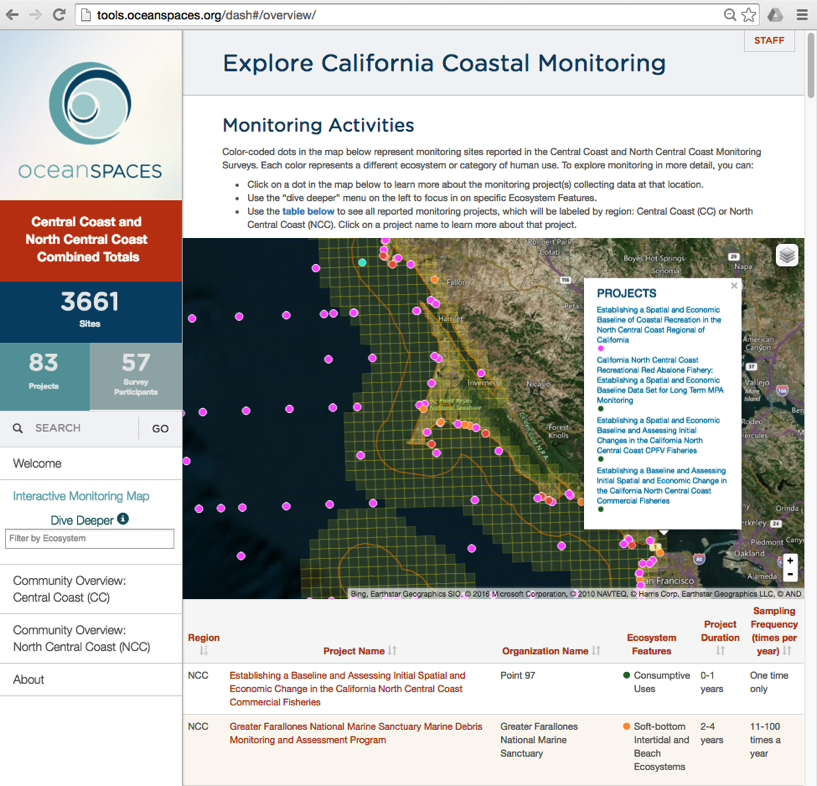 tools.oceanspaces.org/dash#/overview/
STAFF
Explore California Coastal Monitoring
oceanSPACES
Central Coast and
North Central Coast
Combined Totals
3661
Sites
83
Projects
57
Survey
Participants
SEARCH
GO
Welcome
Interactive Monitoring Map
Dive Deeper
Filter by Ecosystem
Community Overview:
Central Coast (CC)
Community Overview:
North Central Coast (NCC)
About
Monitoring Activities
Color-coded dots in the map below represent monitoring sites reported in the Central Coast and North Central Coast Monitoring
Surveys. Each color represents a different ecosystem or category of human use. To explore monitoring in more detail, you can:
• Click on a dot in the map below to learn more about the monitoring project(s) collecting data at that location.
• Use the "dive deeper" menu on the left to focus in on specific Ecosystem Features.
• Use the table below to see all reported monitoring projects, which will be labeled by region: Central Coast (CC) or North
Central Coast (NCC). Click on a project name to learn more about that project.
Rohnert Park
Cotati
Boyes Hot Springs
Sonoma
29
Napa
116
Fallon
Hamlet
Inverness
Nicasio
Point Reyes
National Seashore
Forest
Knolls
American
Canyon
37
Vallejo
Mare
Island
Rodeo
Hercules
Orinda
24
Piedmont
Oakland
Alameda
San Francisco
+
-
×
PROJECTS
Establishing a Spatial and Economic
Baseline of Coastal Recreation in the
North Central Coast Regional of
California
California North Central Coast
Recreational Red Abalone Fishery:
Establishing a Spatial and Economic
Baseline Data Set for Long Term MPA
Monitoring
Establishing a Spatial and Economic
Baseline and Assessing Initial
Changes in the California North
Central Coast CPFV Fisheries
Establishing a Baseline and Assessing
Initial Spatial and Economic Change in
the California North Central Coast
Commercial Fisheries
Bing, Earthstar Geographics SIO, © 2016 Microsoft Corporation, © 2010 NAVTEQ, © Harris Corp, Earthstar Geographics LLC, © AND
Region
Project Name
Organization Name
Ecosystem
Features
Project
Duration
Sampling
Frequency
(times per
year)
NCC
Establishing a Baseline and Assessing Initial Spatial and
Economic Change in the California North Central Coast
Commercial Fisheries
Point 97
Consumptive
Uses
0-1
years
One time
only
NCC
Greater Farallones National Marine Sanctuary Marine Debris
Monitoring and Assessment Program
Greater Farallones
National Marine
Sanctuary
Soft-bottom
Intertidal and
Beach
Ecosystems
2-4
years
11-100
times a
year